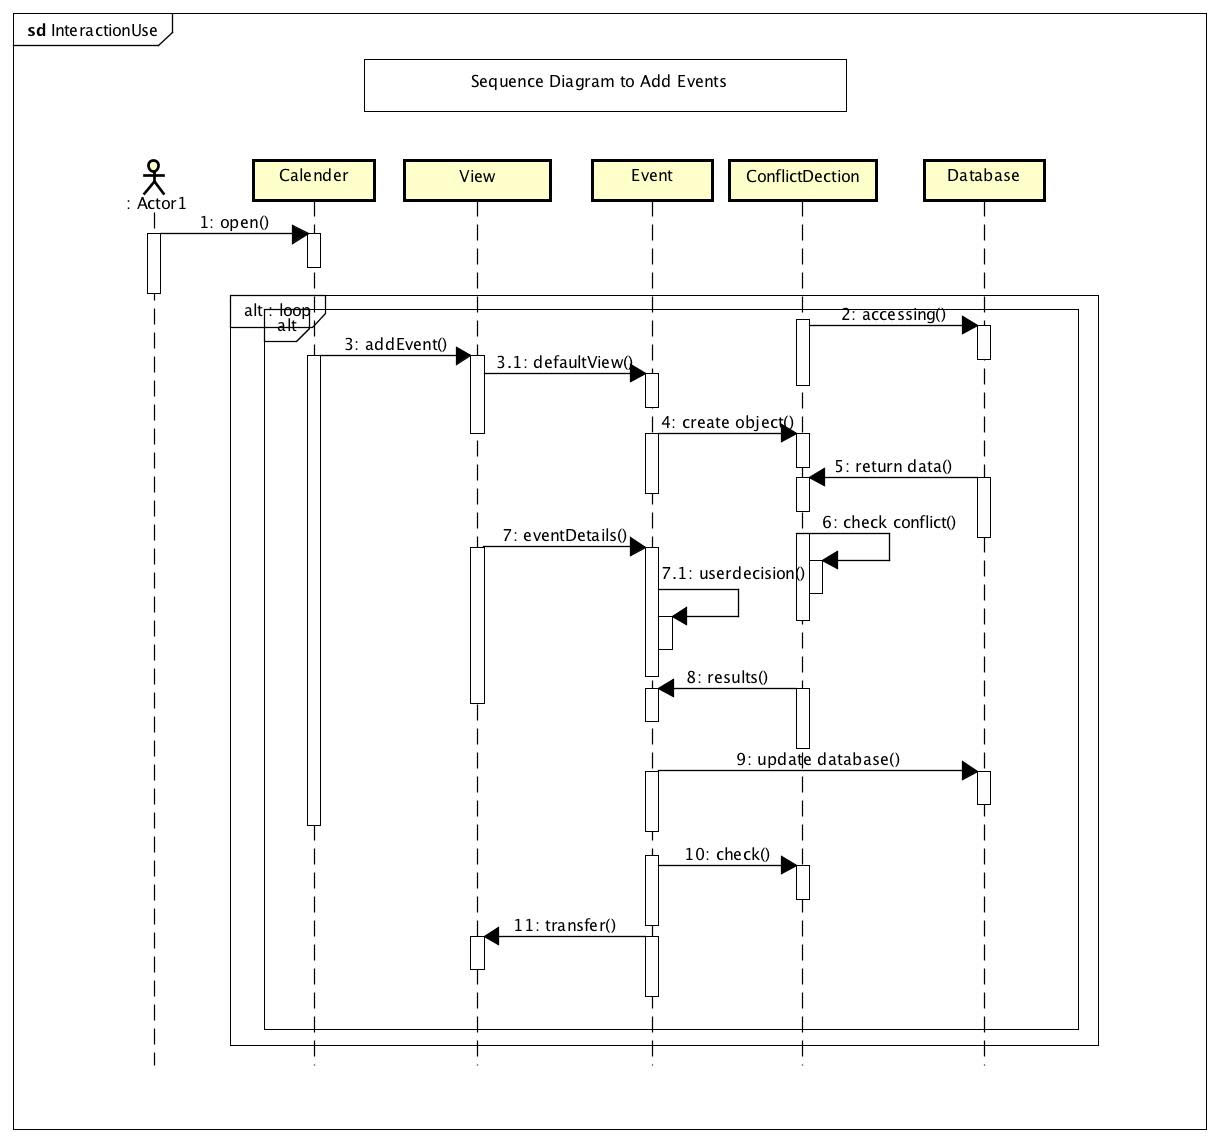 sd InteractionUse
Sequence Diagram to Add Events
Calender
View
Event
ConflictDection
Database
: Actor1
1: open()
alt : loop
alt
2: accessing()
3: addEvent()
3.1: defaultView()
4: create object()
5: return data()
6: check conflict()
7: eventDetails()
7.1: userdecision()
8: results()
9: update database()
10: check()
11: transfer()